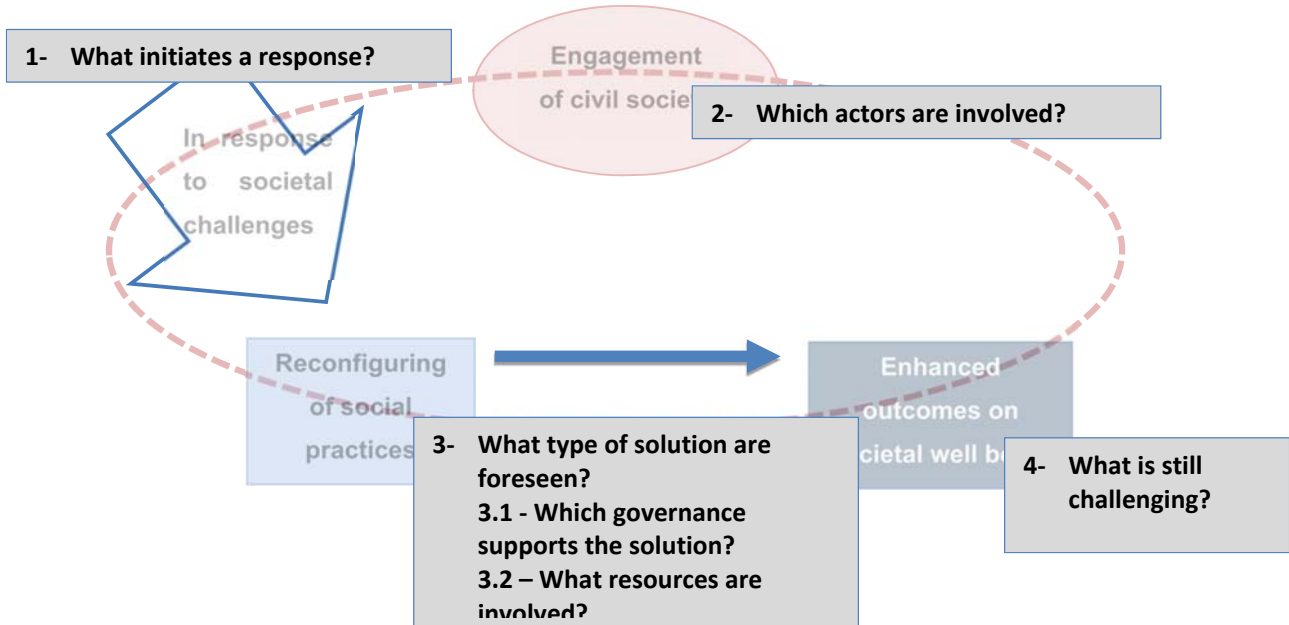 1- What initiates a response?
Engagement
of civil socie
2- Which actors are involved?
In response
to societal
challenges
Reconfiguring
of social
practices
Enhanced
outcomes on
cietal well be
3- What type of solution are
foreseen?
3.1 - Which governance
supports the solution?
3.2 – What resources are
involved?
4- What is still
challenging?